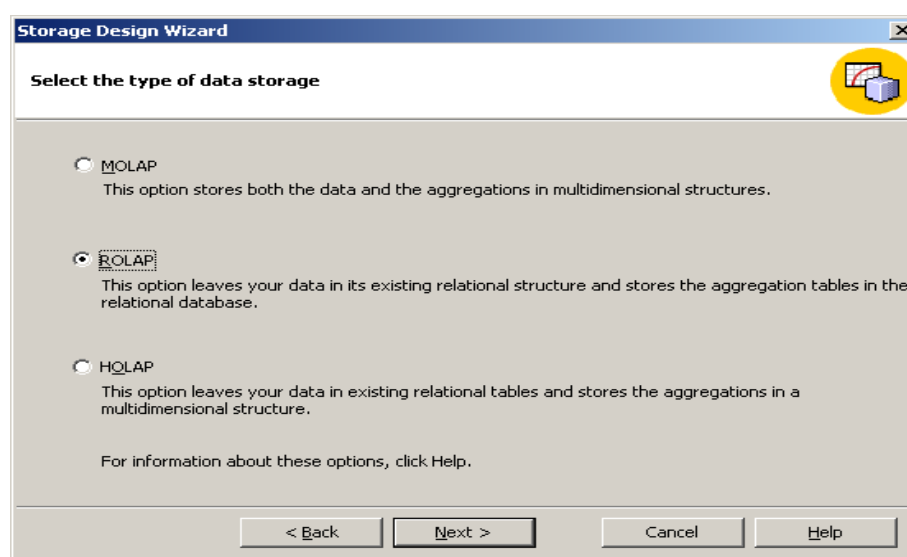 Storage Design Wizard
Select the type of data storage
MOLAP
This option stores both the data and the aggregations in multidimensional structures.
ROLAP
This option leaves your data in its existing relational structure and stores the aggregation tables in the
relational database.
HOLAP
This option leaves your data in existing relational tables and stores the aggregations in a
multidimensional structure.
For information about these options, click Help.
< Back
Next >
Cancel
Help